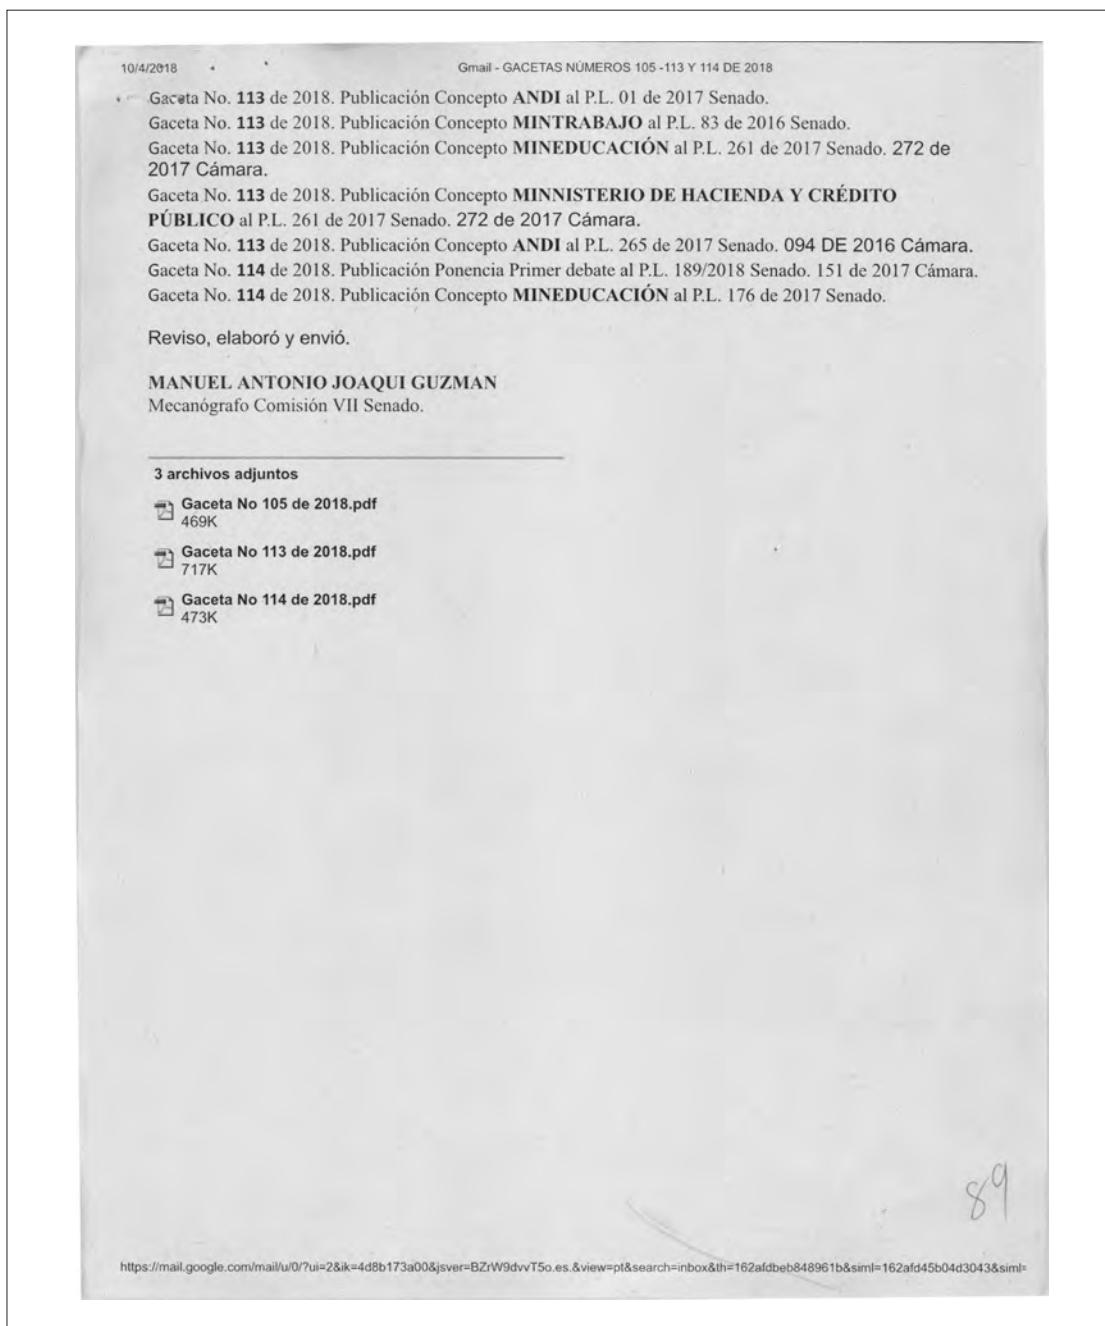 10/4/2018 Gmail - GACETAS NÚMEROS 105 -113 Y 114 DE 2018
Gaceta No. 113 de 2018. Publicación Concepto ANDI al P.L. 01 de 2017 Senado.
Gaceta No. 113 de 2018. Publicación Concepto MINTRABAJO al P.L. 83 de 2016 Senado.
Gaceta No. 113 de 2018. Publicación Concepto MINEDUCACIÓN al P.L. 261 de 2017 Senado. 272 de
2017 Cámara.
Gaceta No. 113 de 2018. Publicación Concepto MINNISTERIO DE HACIENDA Y CRÉDITO
PÚBLICO al P.L. 261 de 2017 Senado. 272 de 2017 Cámara.
Gaceta No. 113 de 2018. Publicación Concepto ANDI al P.L. 265 de 2017 Senado. 094 DE 2016 Cámara.
Gaceta No. 114 de 2018. Publicación Ponencia Primer debate al P.L. 189/2018 Senado. 151 de 2017 Cámara.
Gaceta No. 114 de 2018. Publicación Concepto MINEDUCACIÓN al P.L. 176 de 2017 Senado.
Reviso, elaboró y envió.
MANUEL ANTONIO JOAQUI GUZMAN
Mecanógrafo Comisión VII Senado.
3 archivos adjuntos
Gaceta No 105 de 2018.pdf
469K
Gaceta No 113 de 2018.pdf
717K
Gaceta No 114 de 2018.pdf
473K
89
https://mail.google.com/mail/u/0/?ui=2&ik=4d8b173a00&jsver=BZrW9dvvT5o.es.&view=pt&search=inbox&th=162afdbeb848961b&siml=162afd45b04d3043&siml=